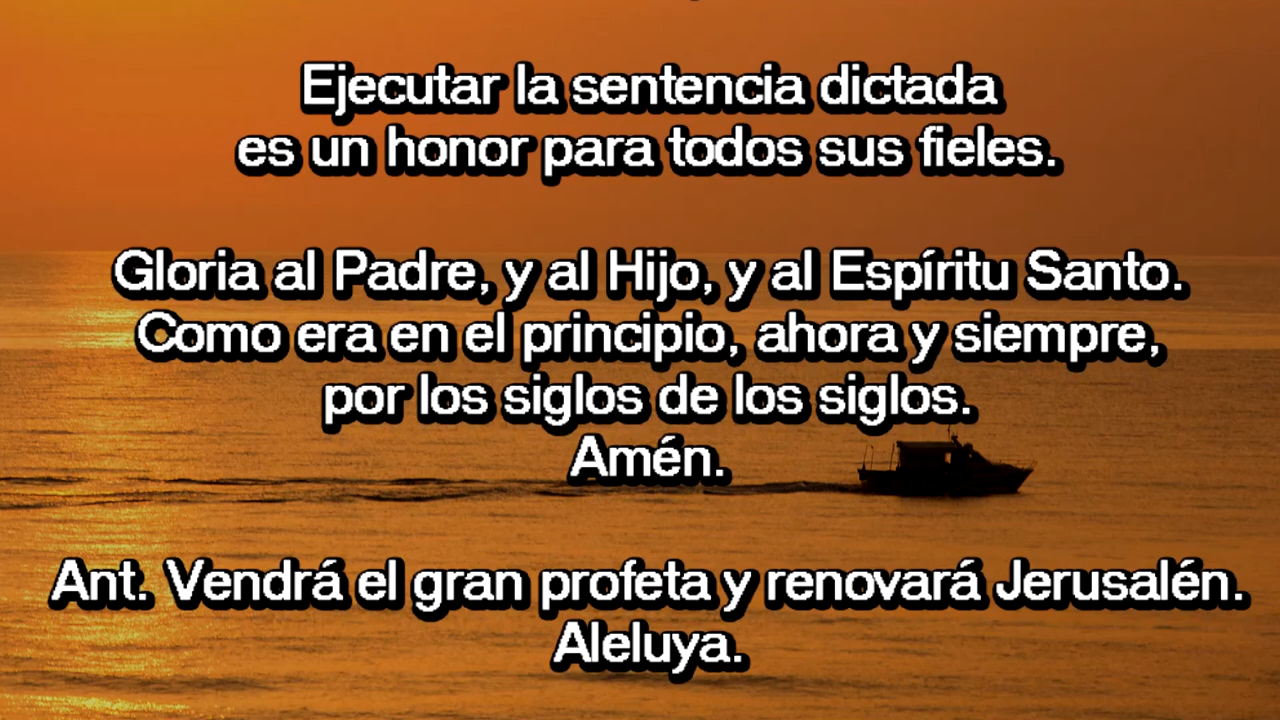 Ejecutar la sentencia dictada
es un honor para todos sus fieles.
Gloria al Padre, y al Hijo, y al Espíritu Santo.
Como era en el principio, ahora y siempre,
por los siglos de los siglos.
Amén.
Ant. Vendrá el gran profeta y renovará Jerusalén.
Aleluya.